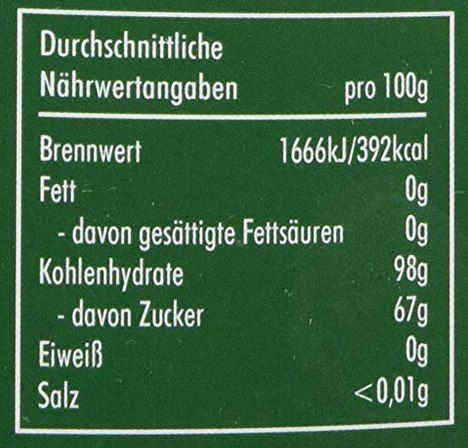 Durchschnittliche
Nährwertangaben pro 100g
Brennwert 1666kJ/392kcal
Fett 0g
- davon gesättigte Fettsäuren 0g
Kohlenhydrate 98g
- davon Zucker 67g
Eiweiß 0g
Salz <0,01g